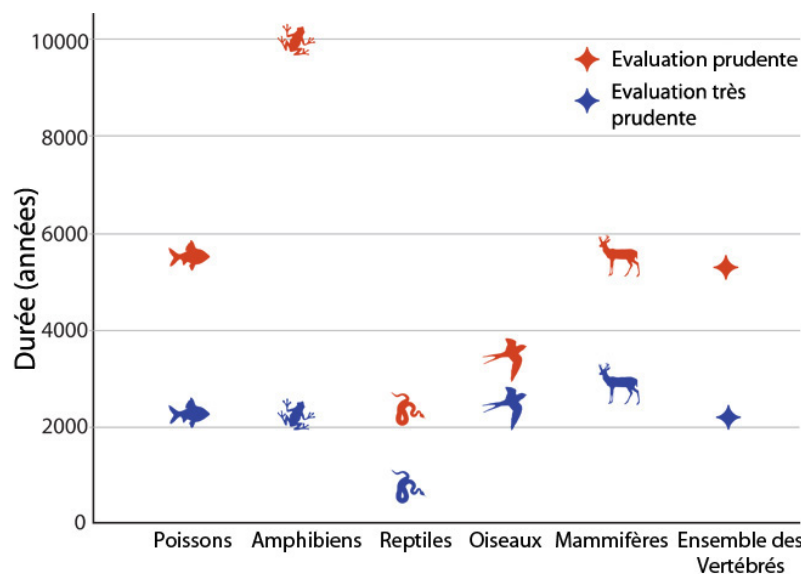 10000
8000
6000
4000
2000
0
Durée (années)
Evaluation prudente
Evaluation très
prudente
Poissons Amphibiens Reptiles Oiseaux Mammifères Ensemble des
Vertébrés